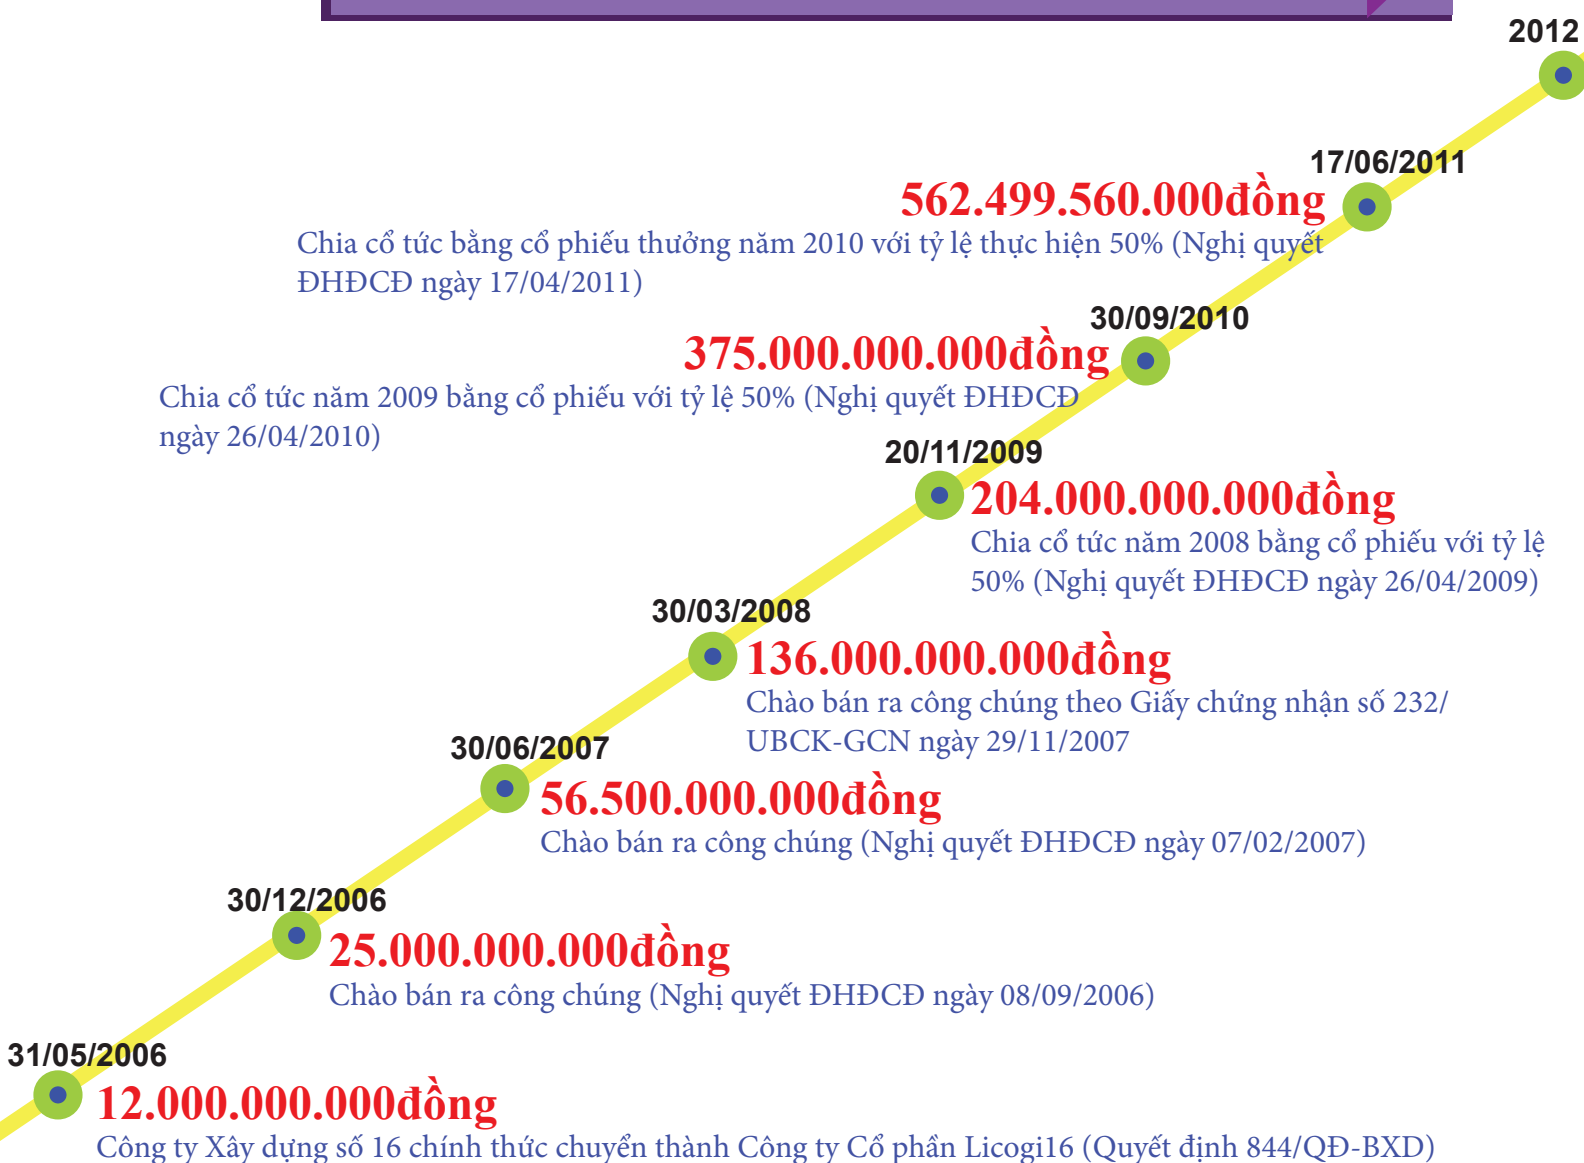 2012
17/06/2011
562.499.560.000đồng
Chia cổ tức bằng cổ phiếu thưởng năm 2010 với tỷ lệ thực hiện 50% (Nghị quyết
ĐHĐCĐ ngày 17/04/2011)
30/09/2010
375.000.000.000đồng
Chia cổ tức năm 2009 bằng cổ phiếu với tỷ lệ 50% (Nghị quyết ĐHĐCĐ
ngày 26/04/2010)
20/11/2009
204.000.000.000đồng
Chia cổ tức năm 2008 bằng cổ phiếu với tỷ lệ
50% (Nghị quyết ĐHĐCĐ ngày 26/04/2009)
30/03/2008
136.000.000.000đồng
Chào bán ra công chúng theo Giấy chứng nhận số 232/
UBCK-GCN ngày 29/11/2007
30/06/2007
56.500.000.000đồng
Chào bán ra công chúng (Nghị quyết ĐHĐCĐ ngày 07/02/2007)
30/12/2006
25.000.000.000đồng
Chào bán ra công chúng (Nghị quyết ĐHĐCĐ ngày 08/09/2006)
31/05/2006
12.000.000.000đồng
Công ty Xây dựng số 16 chính thức chuyển thành Công ty Cổ phần Licogi16 (Quyết định 844/QĐ-BXD)